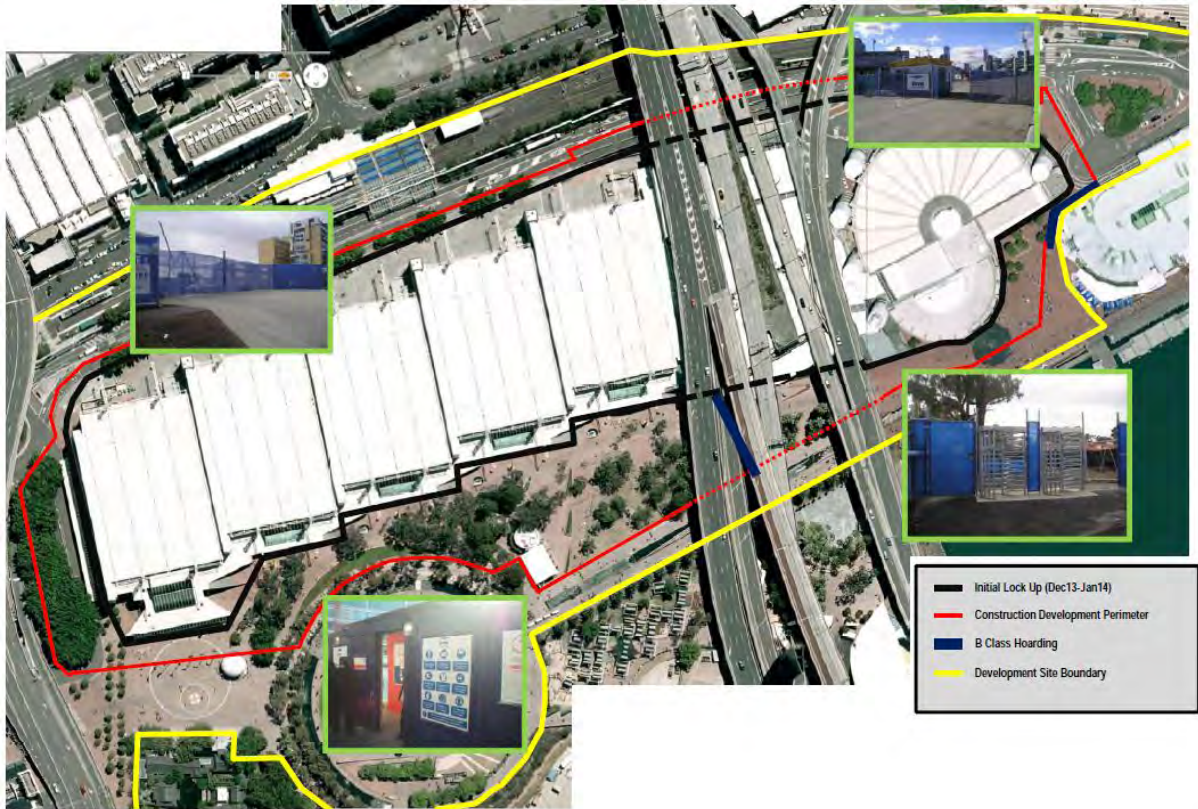 Initial Lock Up (Dec13-Jan14)
Construction Development Perimeter
B Class Hoarding
Development Site Boundary